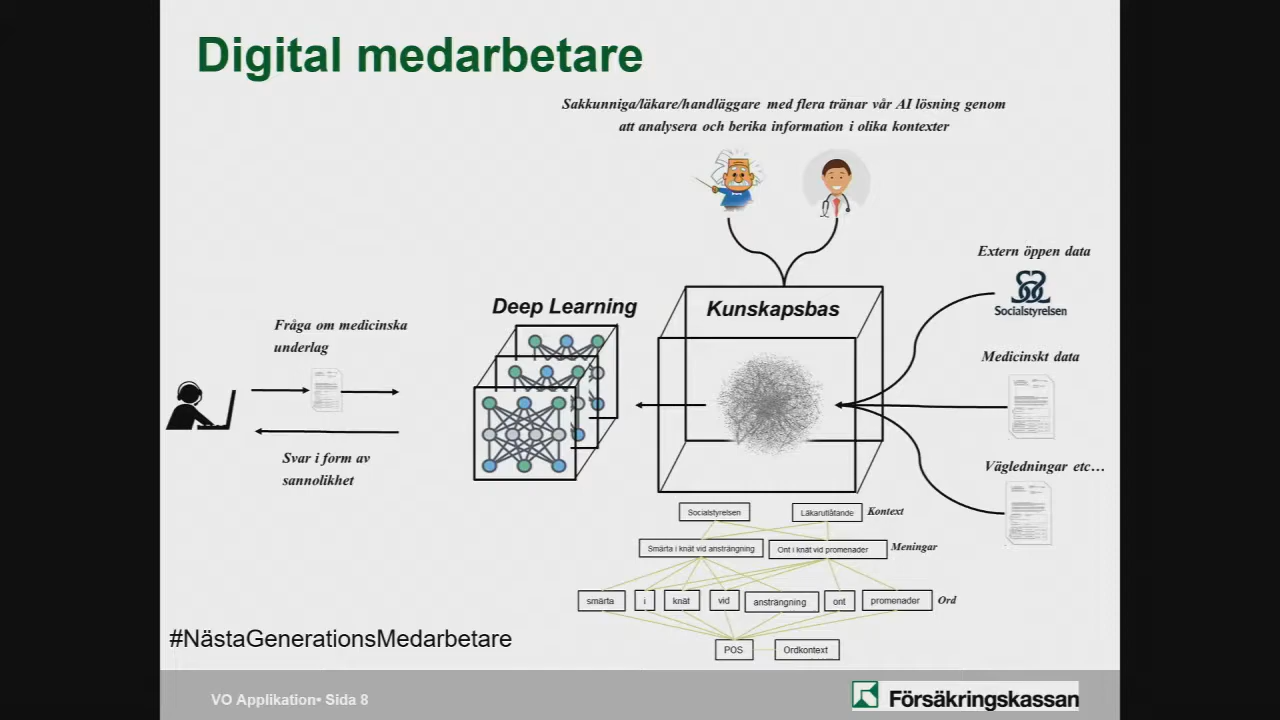 Digital medarbetare
Sakkunniga/läkare/handläggare med flera tränar vår AI lösning genom
att analysera och berika information i olika kontexter
Extern öppen data
Socialstyrelsen
Deep Learning
Kunskapsbas
Fråga om medicinska
underlag
Medicinskt data
Svar i form av
sannolikhet
Vägledningar etc…
Socialstyrelsen
Läkarutlåtande
Kontext
Smärta i knät vid ansträngning
Ont i knät vid promenader
Meningar
smärta
i
knät
vid
ansträngning
ont
promenader
Ord
#NästaGenerationsMedarbetare
POS
Ordkontext
VO Applikation• Sida 8
Försäkringskassan